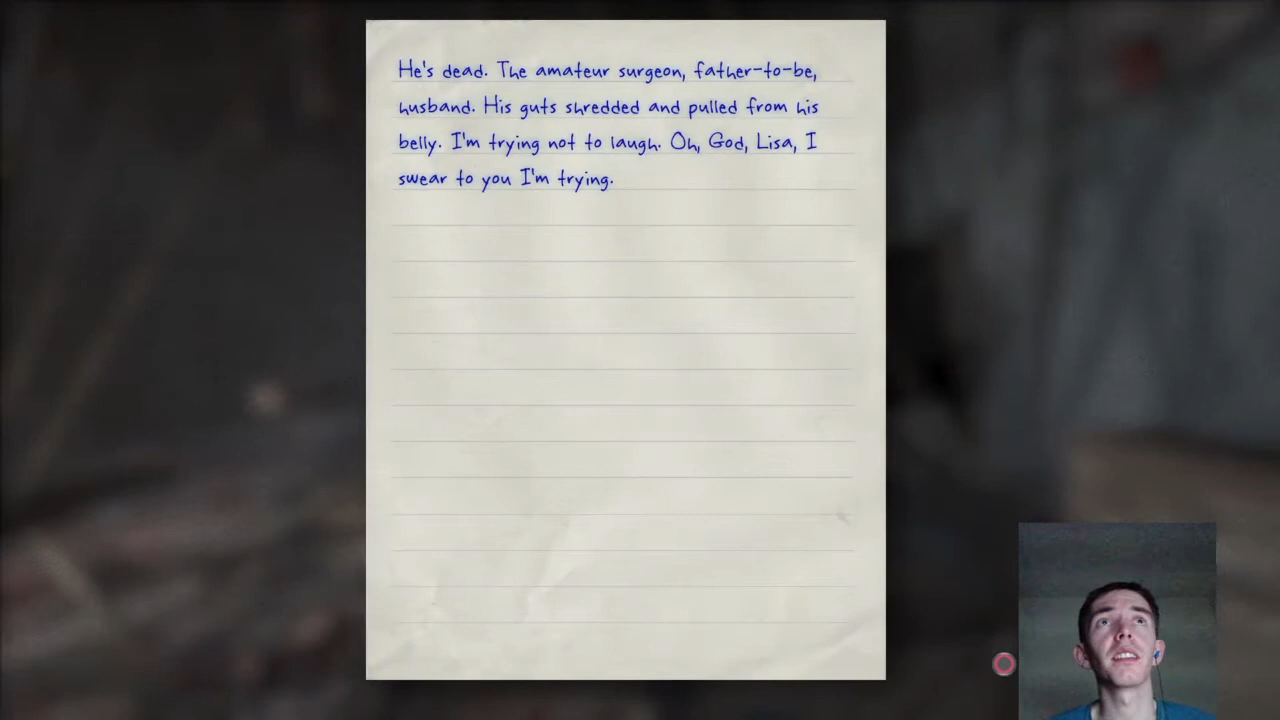 He's dead. The amateur surgeon, father-to-be,
husband. His guts shredded and pulled from his
belly. I'm trying not to laugh. Oh, God, Lisa, I
swear to you I'm trying.